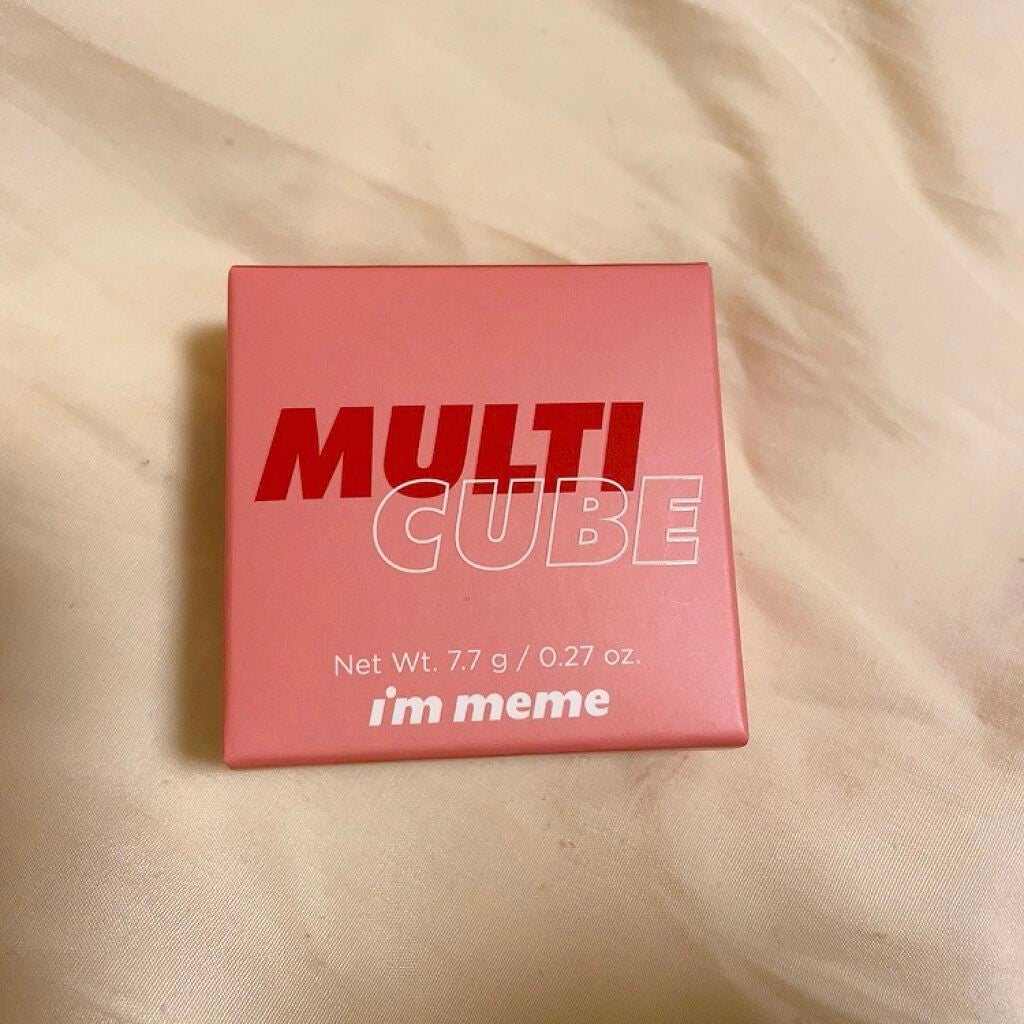 MULTI
CUBE
Net Wt. 7.7 g / 0.27 oz.
i'm meme